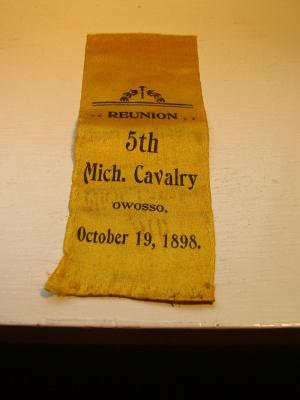 .. REUNION ..
5th
Mich. Cavalry
OWOSSO.
October 19, 1898.